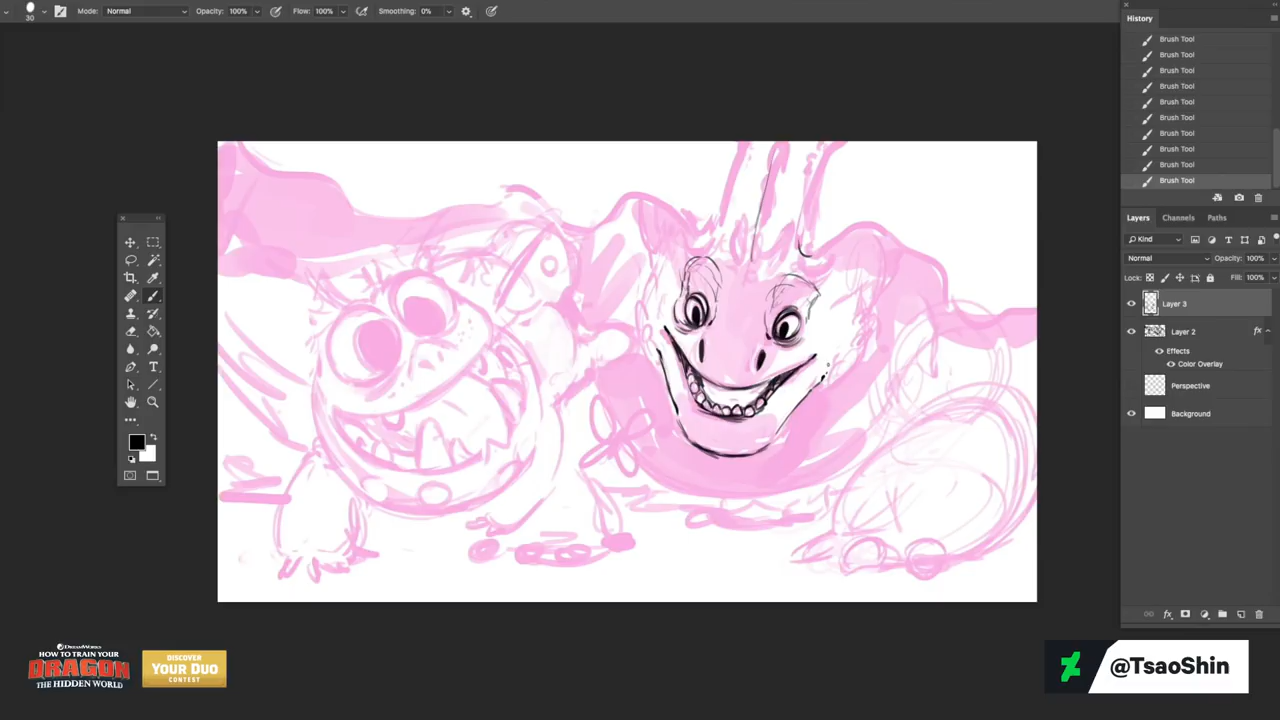 30
Mode: Normal
Opacity: 100%
Flow: 100%
Smoothing: 0%
History
Brush Tool
Brush Tool
Brush Tool
Brush Tool
Brush Tool
Brush Tool
Brush Tool
Brush Tool
Brush Tool
Brush Tool
Layers Channels Paths
Kind
Normal Opacity: 100%
Lock: Fill: 100%
Layer 3
Layer 2 fx
Effects
Color Overlay
Perspective
Background
fx
DREAMWORKS
HOW TO TRAIN YOUR
DRAGON
THE HIDDEN WORLD
DISCOVER
YOUR DUO
CONTEST
@TsaoShin